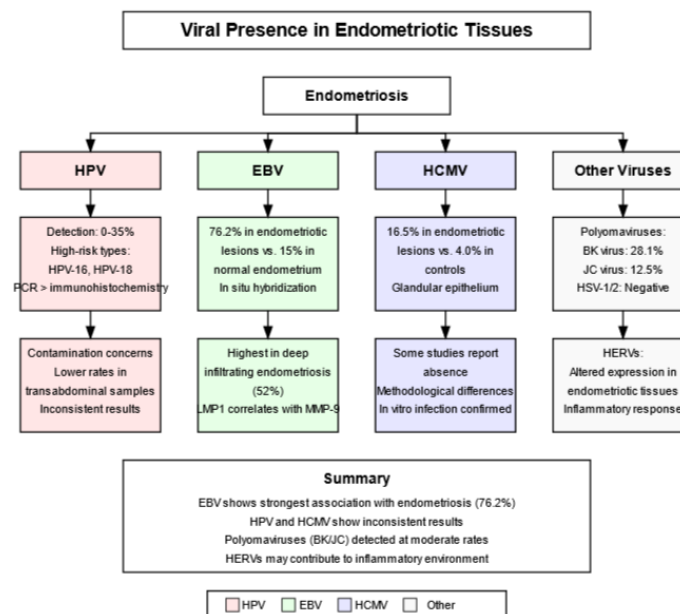 Viral Presence in Endometriotic Tissues
Endometriosis
HPV
EBV
HCMV
Other Viruses
Detection: 0-35%
High-risk types:
HPV-16, HPV-18
PCR > immunohistochemistry
76.2% in endometriotic
lesions vs. 15% in
normal endometrium
In situ hybridization
16.5% in endometriotic
lesions vs. 4.0% in
controls
Glandular epithelium
Polyomaviruses:
BK virus: 28.1%
JC virus: 12.5%
HSV-1/2: Negative
Contamination concerns
Lower rates in
transabdominal samples
Inconsistent results
Highest in deep
infiltrating endometriosis
(52%)
LMP1 correlates with MMP-9
Some studies report
absence
Methodological differences
In vitro infection confirmed
HERVs:
Altered expression in
endometriotic tissues
Inflammatory response
Summary
EBV shows strongest association with endometriosis (76.2%)
HPV and HCMV show inconsistent results
Polyomaviruses (BK/JC) detected at moderate rates
HERVs may contribute to inflammatory environment
HPV EBV HCMV Other